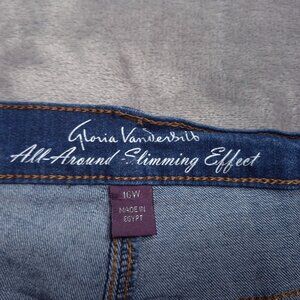 Gloria Vanderbilt
All-Around Slimming Effect
16W
MADE IN
EGYPT